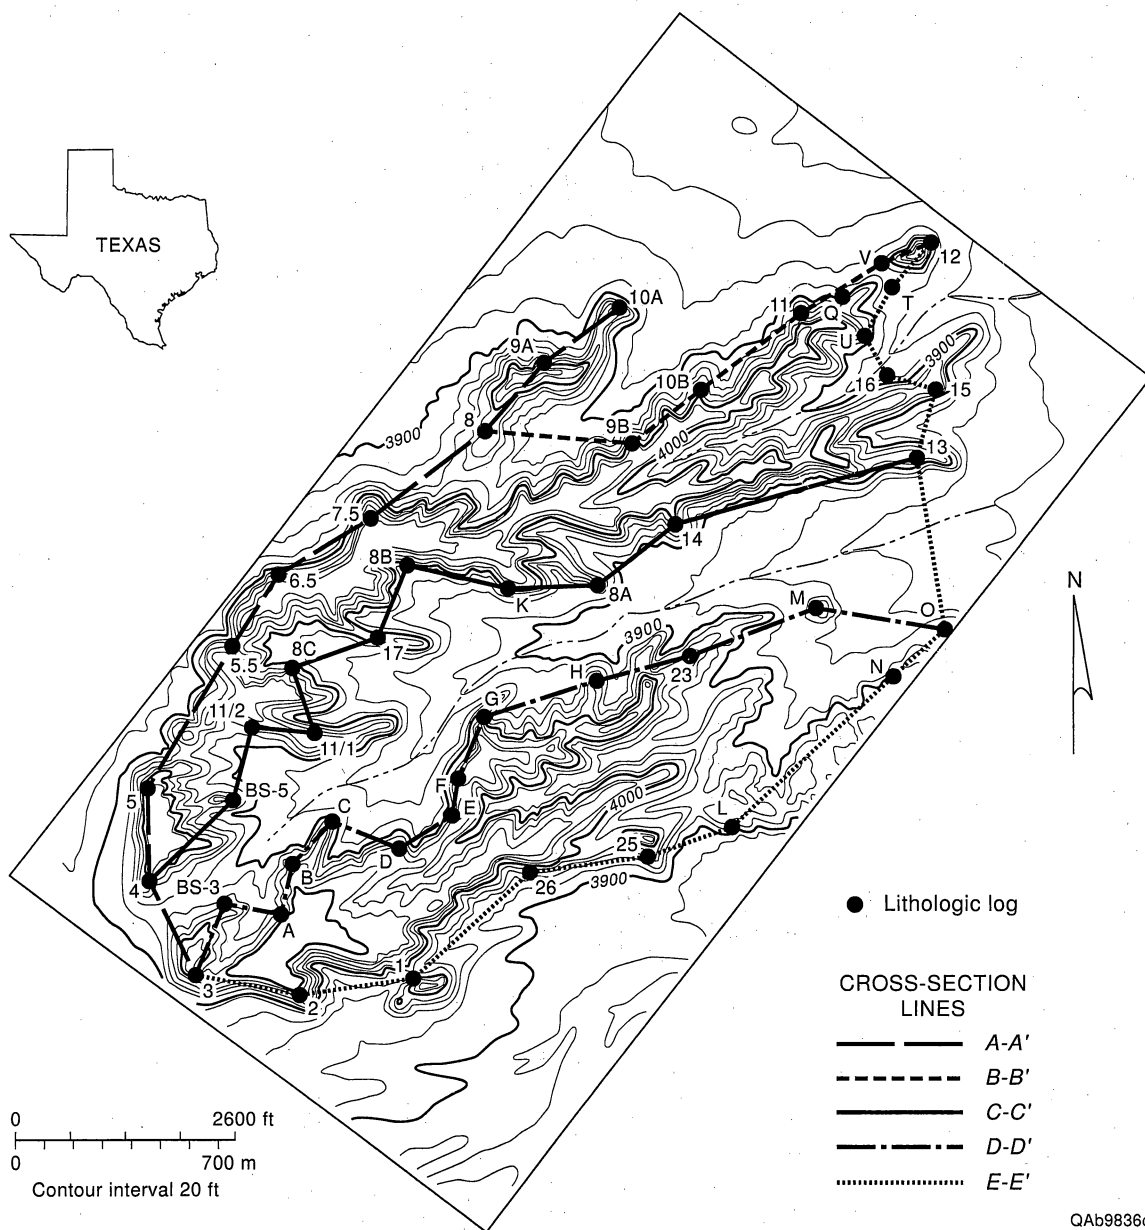 TEXAS
12
V
T
10A
11
Q
U
3900
9A
16
15
10B
8
3900
9B
4000
13
7.5
14
8B
6.5
K
8A
N
M
O
3900
5.5
8C
17
H
23
N
G
11/2
11/1
F
BS-5
5
E
C
4000
L
D
25
B
26
3900
4
BS-3
A
Lithologic log
1
3
2
CROSS-SECTION
LINES
A-A'
B-B'
C-C'
D-D'
E-E'
0 2600 ft
0 700 m
Contour interval 20 ft